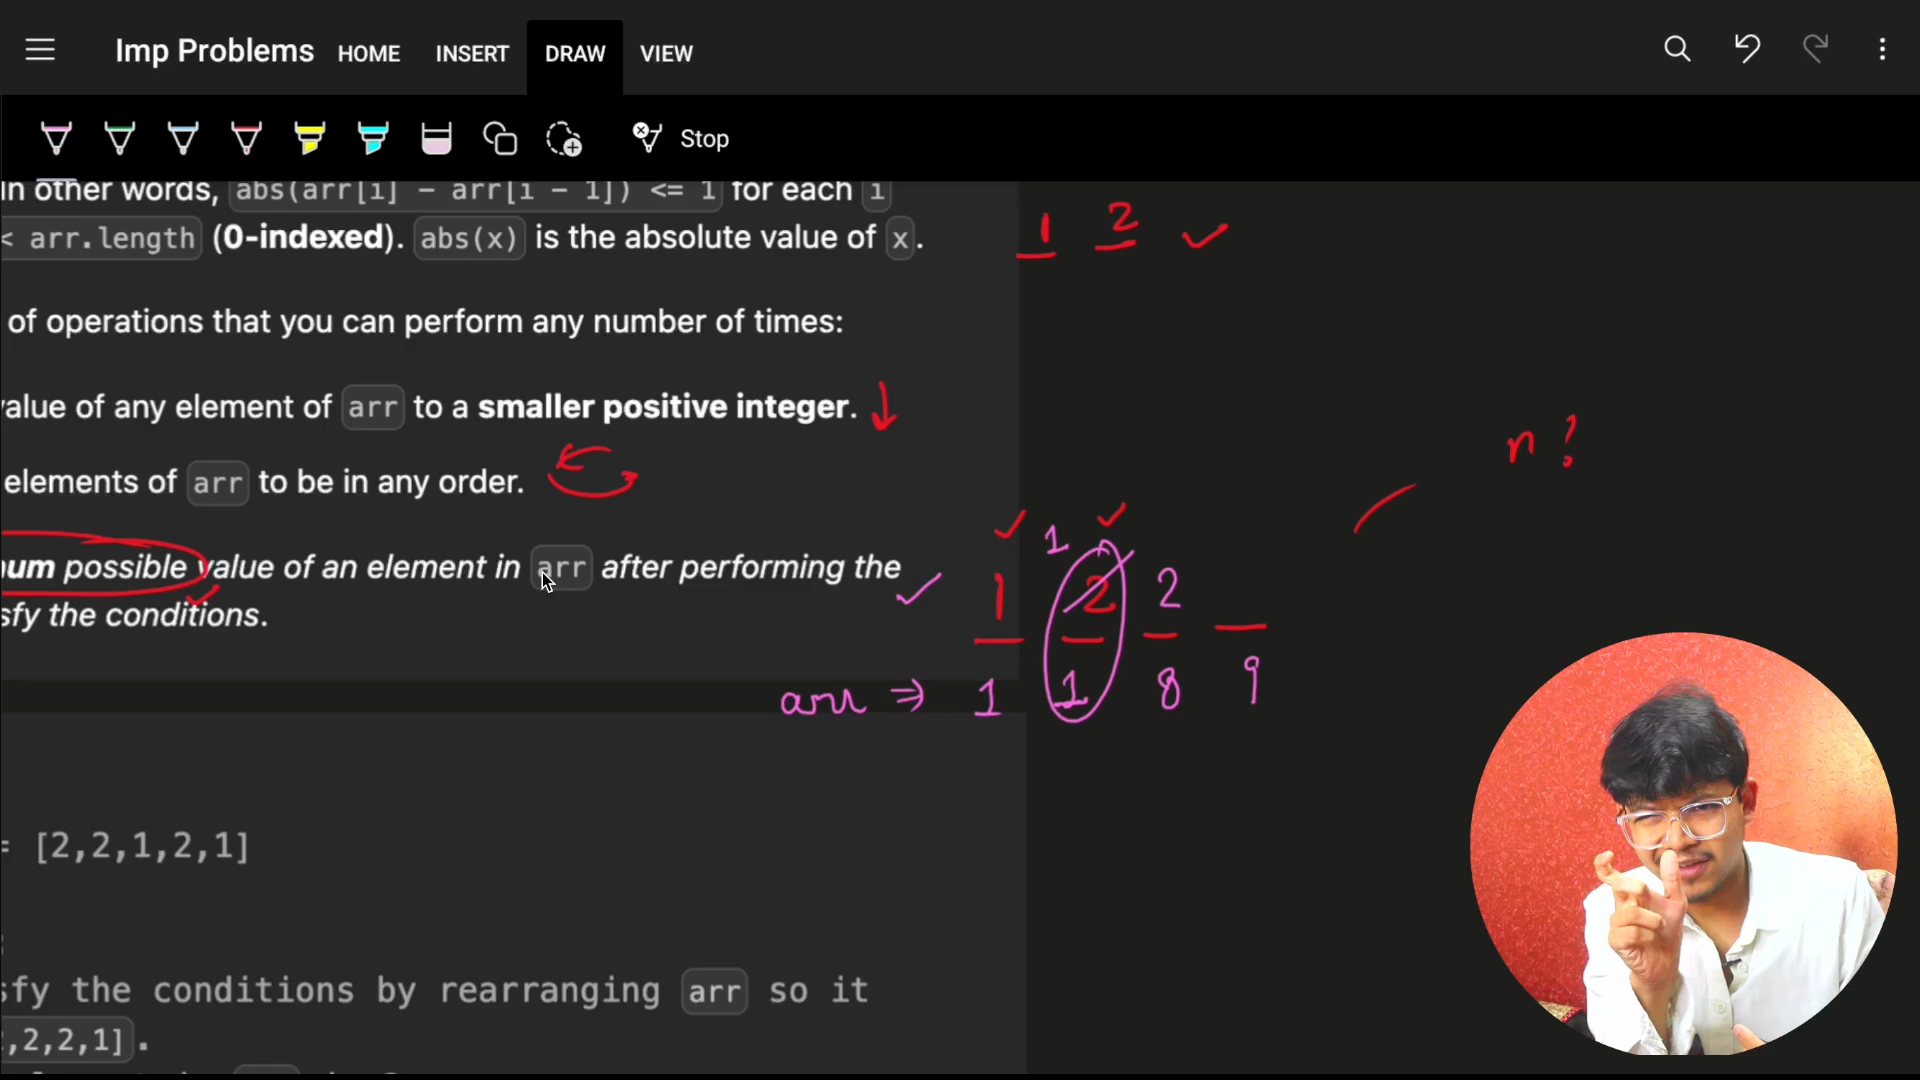 Imp Problems HOME INSERT DRAW VIEW
Stop
In other words, abs(arr[i] - arr[i - 1]) <= 1 for each i
< arr.length (0-indexed). abs(x) is the absolute value of x.
1 2
of operations that you can perform any number of times:
value of any element of arr to a smaller positive integer.
n!
elements of arr to be in any order.
um possible value of an element in arr after performing the
sfy the conditions.
1
1 2 2
arr ⇒ 1 1 8 9
= [2,2,1,2,1]
sfy the conditions by rearranging arr so it
,2,2,1].